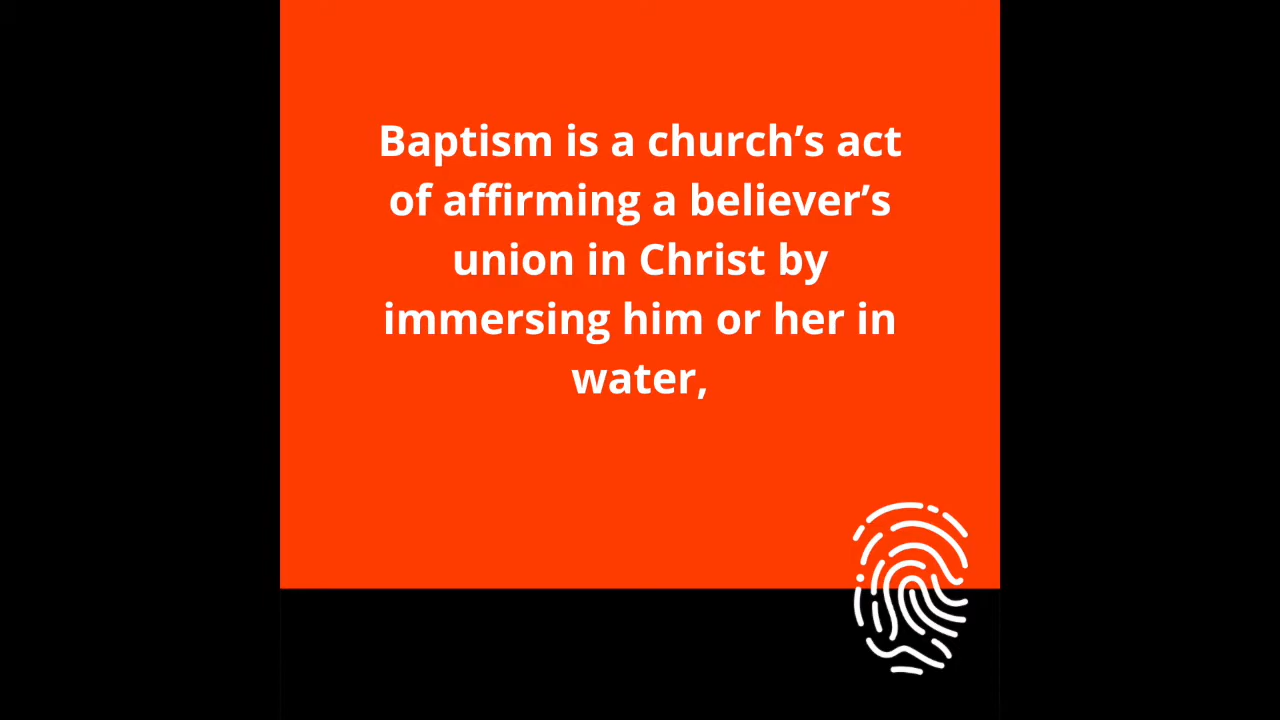 Baptism is a church’s act
of affirming a believer’s
union in Christ by
immersing him or her in
water,